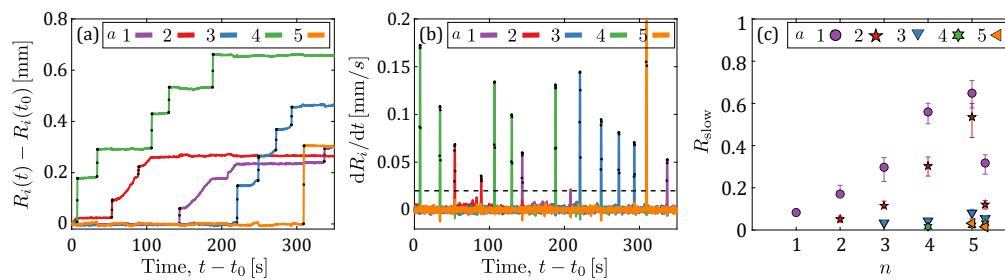 (a) a 1 2 3 4 5
0.8
0.6
0.4
0.2
0
R_i(t) − R_i(t_0) [mm]
0 100 200 300
Time, t − t_0 [s]
(b) a 1 2 3 4 5
0.2
0.15
0.1
0.05
0
dR_i/dt [mm/s]
0 100 200 300
Time, t − t_0 [s]
(c) a 1 2 3 4 5
1
0.8
0.6
0.4
0.2
0
R_slow
1 2 3 4 5
n